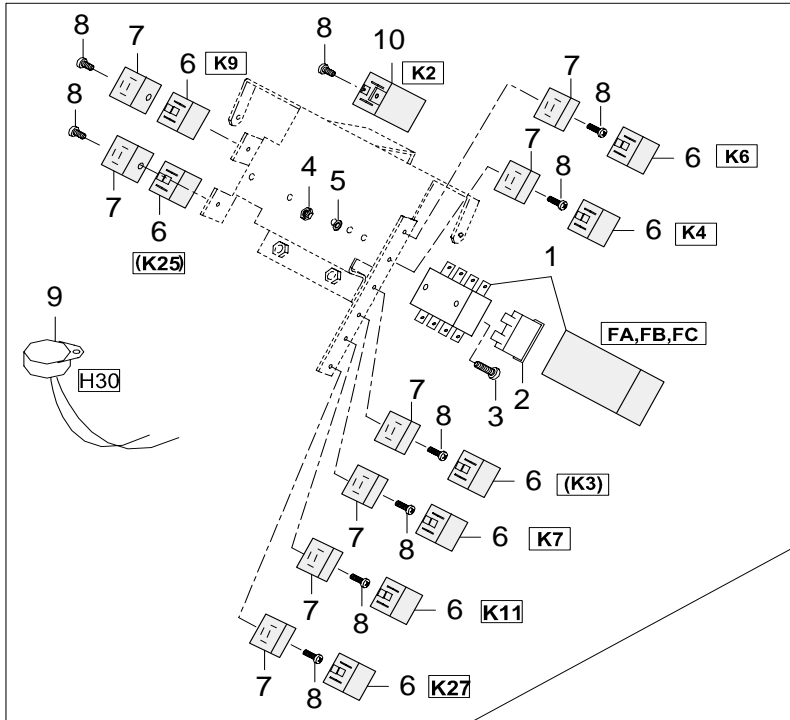 8 7 6 K9 8 10 K2
8 7 8 6 K6
7 8 6 K4
7 6 (K25)
4 5
1
FA,FB,FC
3 2
9
H30
7 8 6 (K3)
7 8 6 K7
7 8 6 K11
7 8 6 K27